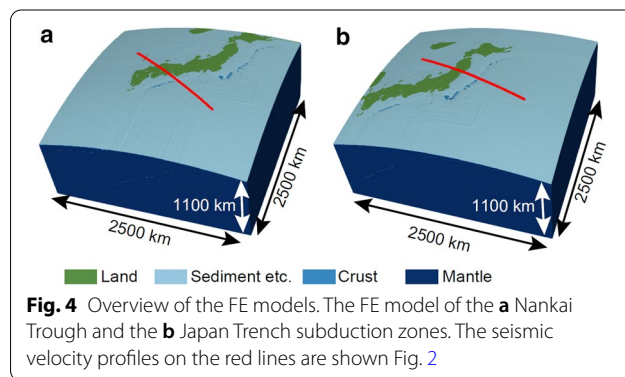 a
b
1100 km
2500 km
2500 km
1100 km
2500 km
2500 km
Land Sediment etc. Crust Mantle
Fig. 4 Overview of the FE models. The FE model of the a Nankai
Trough and the b Japan Trench subduction zones. The seismic
velocity profiles on the red lines are shown Fig. 2